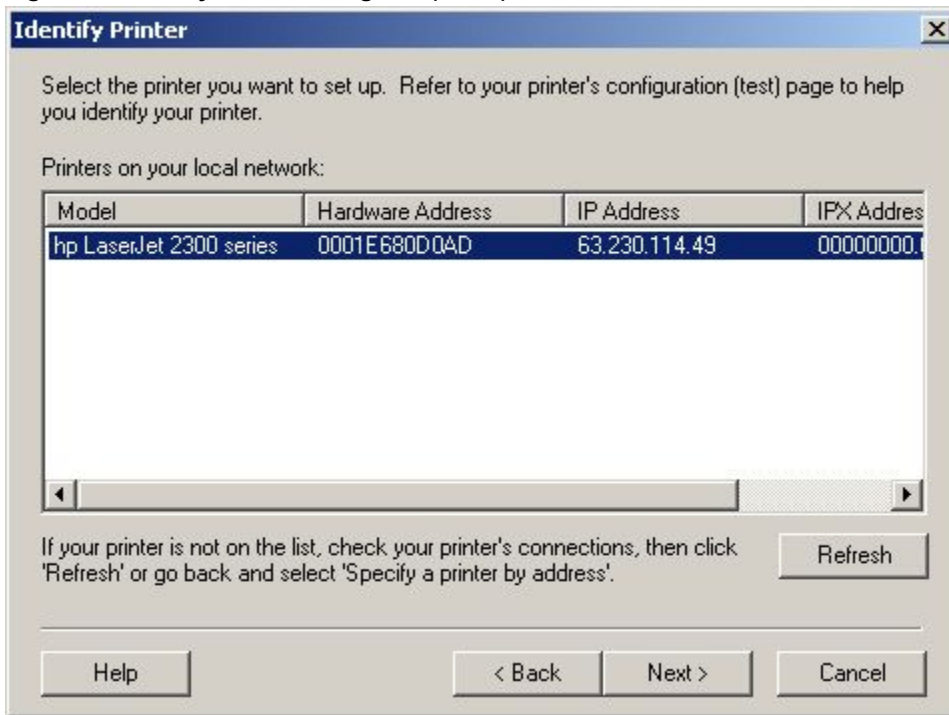 Identify Printer
Select the printer you want to set up. Refer to your printer's configuration (test) page to help
you identify your printer.
Printers on your local network:
Model Hardware Address IP Address IPX Addres
hp LaserJet 2300 series 0001E680D0AD 63.230.114.49 00000000.
If your printer is not on the list, check your printer's connections, then click
'Refresh' or go back and select 'Specify a printer by address'.
Refresh
Help < Back Next > Cancel